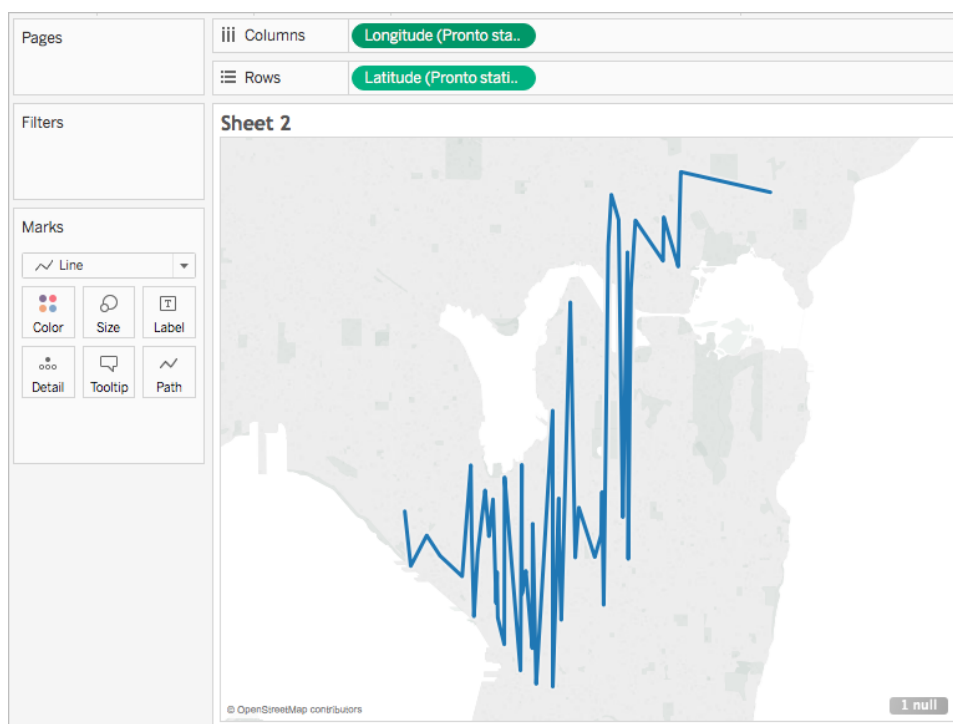 Pages
Columns
Longitude (Pronto sta..
Rows
Latitude (Pronto stati..
Filters
Sheet 2
Marks
Line
Color
Size
T
Label
Detail
Tooltip
Path
© OpenStreetMap contributors
1 null